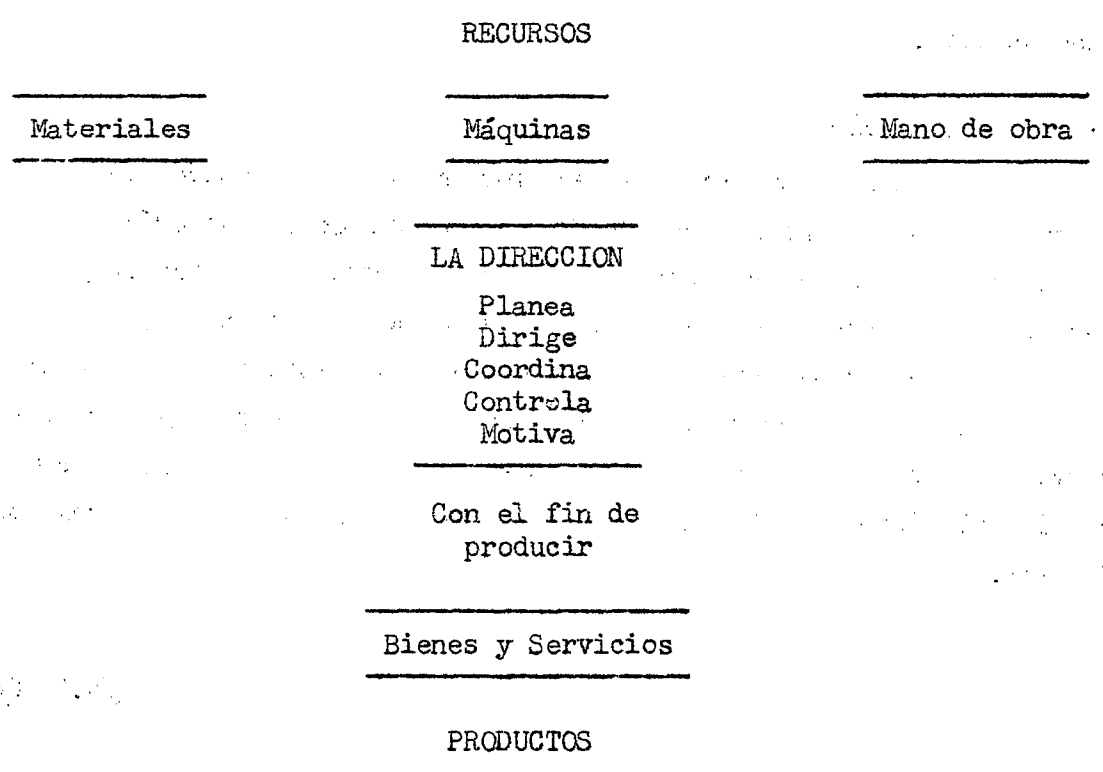 RECURSOS
Materiales Máquinas Mano de obra
LA DIRECCION
Planea
Dirige
Coordina
Controla
Motiva
Con el fin de
producir
Bienes y Servicios
PRODUCTOS